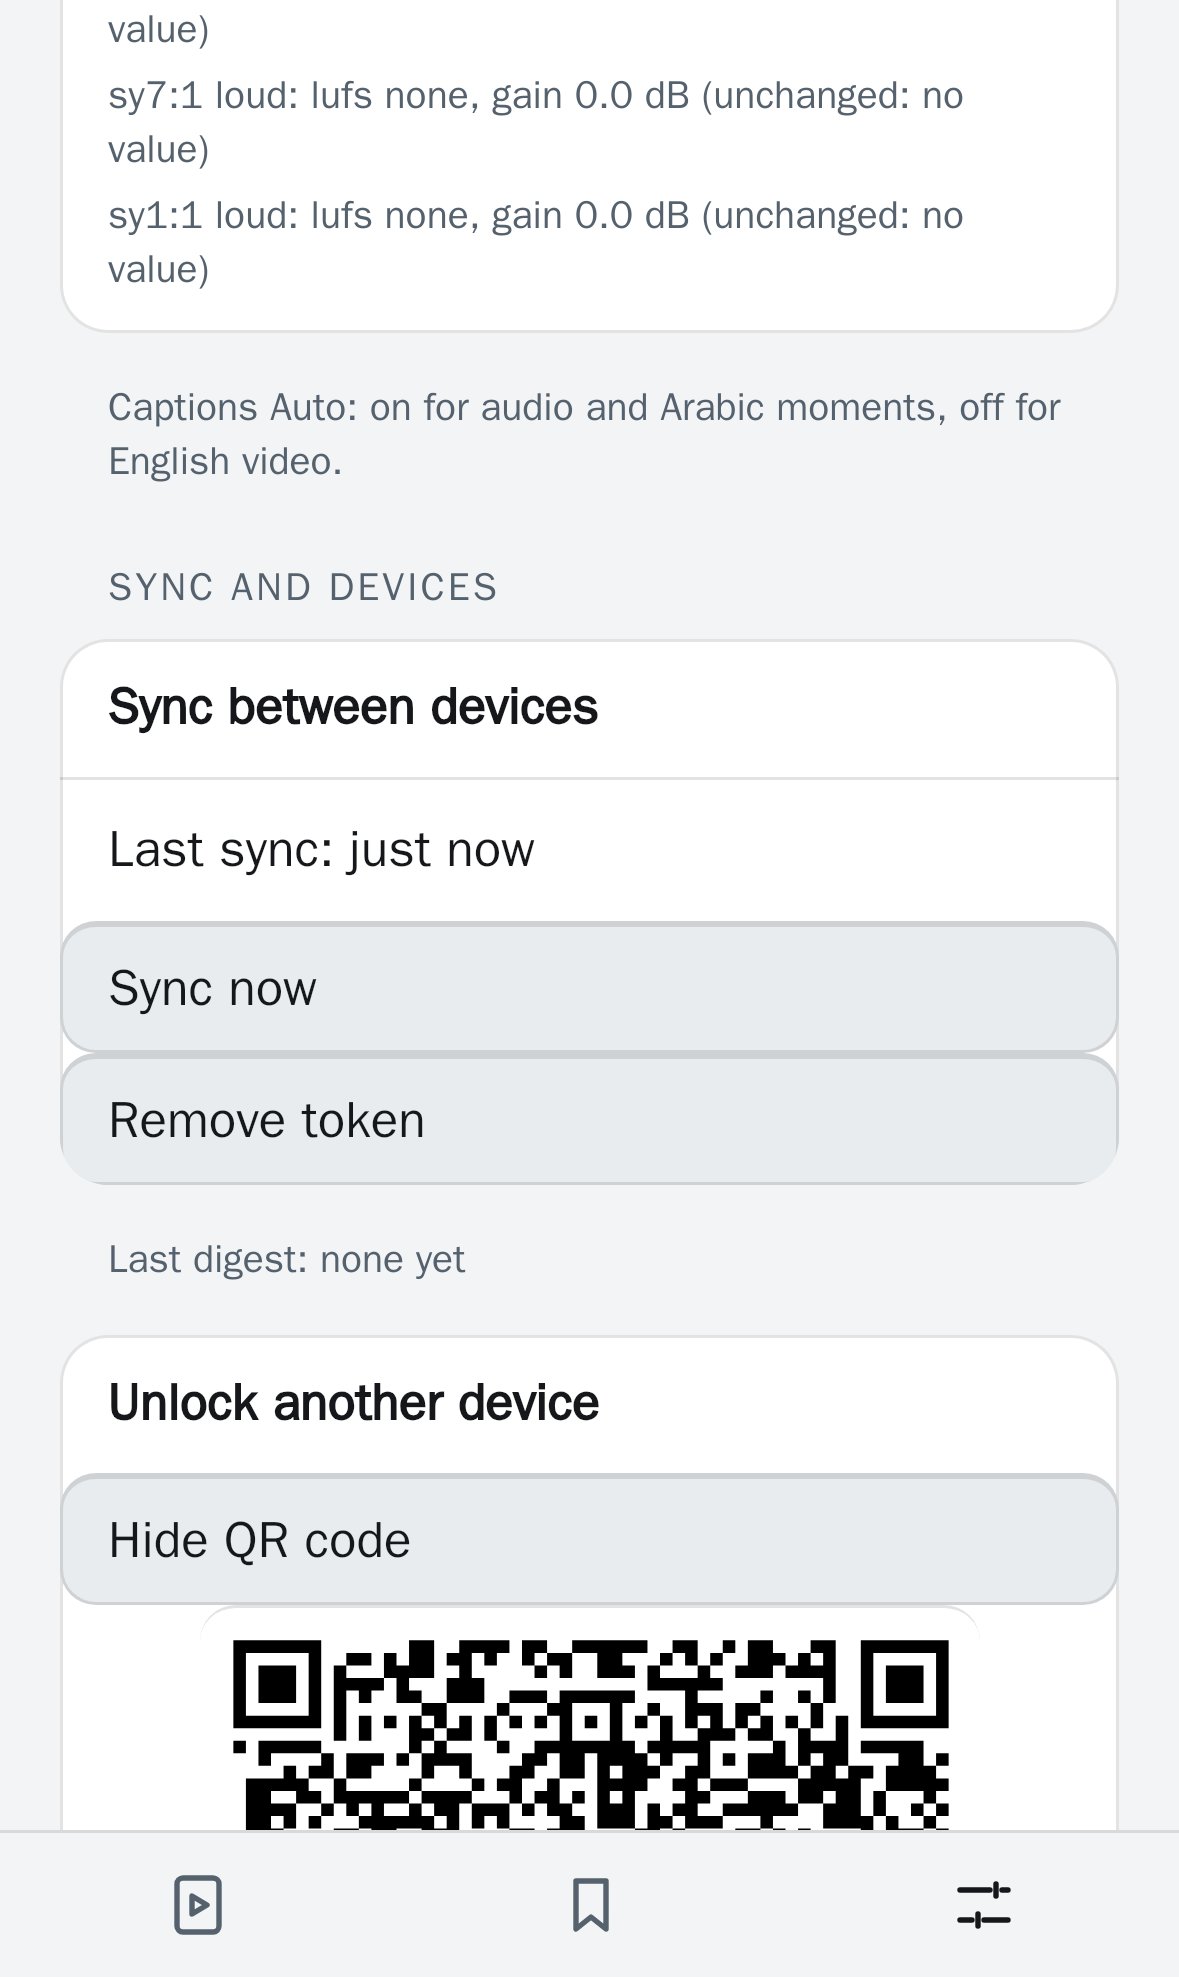 value)
sy7:1 loud: lufs none, gain 0.0 dB (unchanged: no
value)
sy1:1 loud: lufs none, gain 0.0 dB (unchanged: no
value)
Captions Auto: on for audio and Arabic moments, off for
English video.
SYNC AND DEVICES
Sync between devices
Last sync: just now
Sync now
Remove token
Last digest: none yet
Unlock another device
Hide QR code